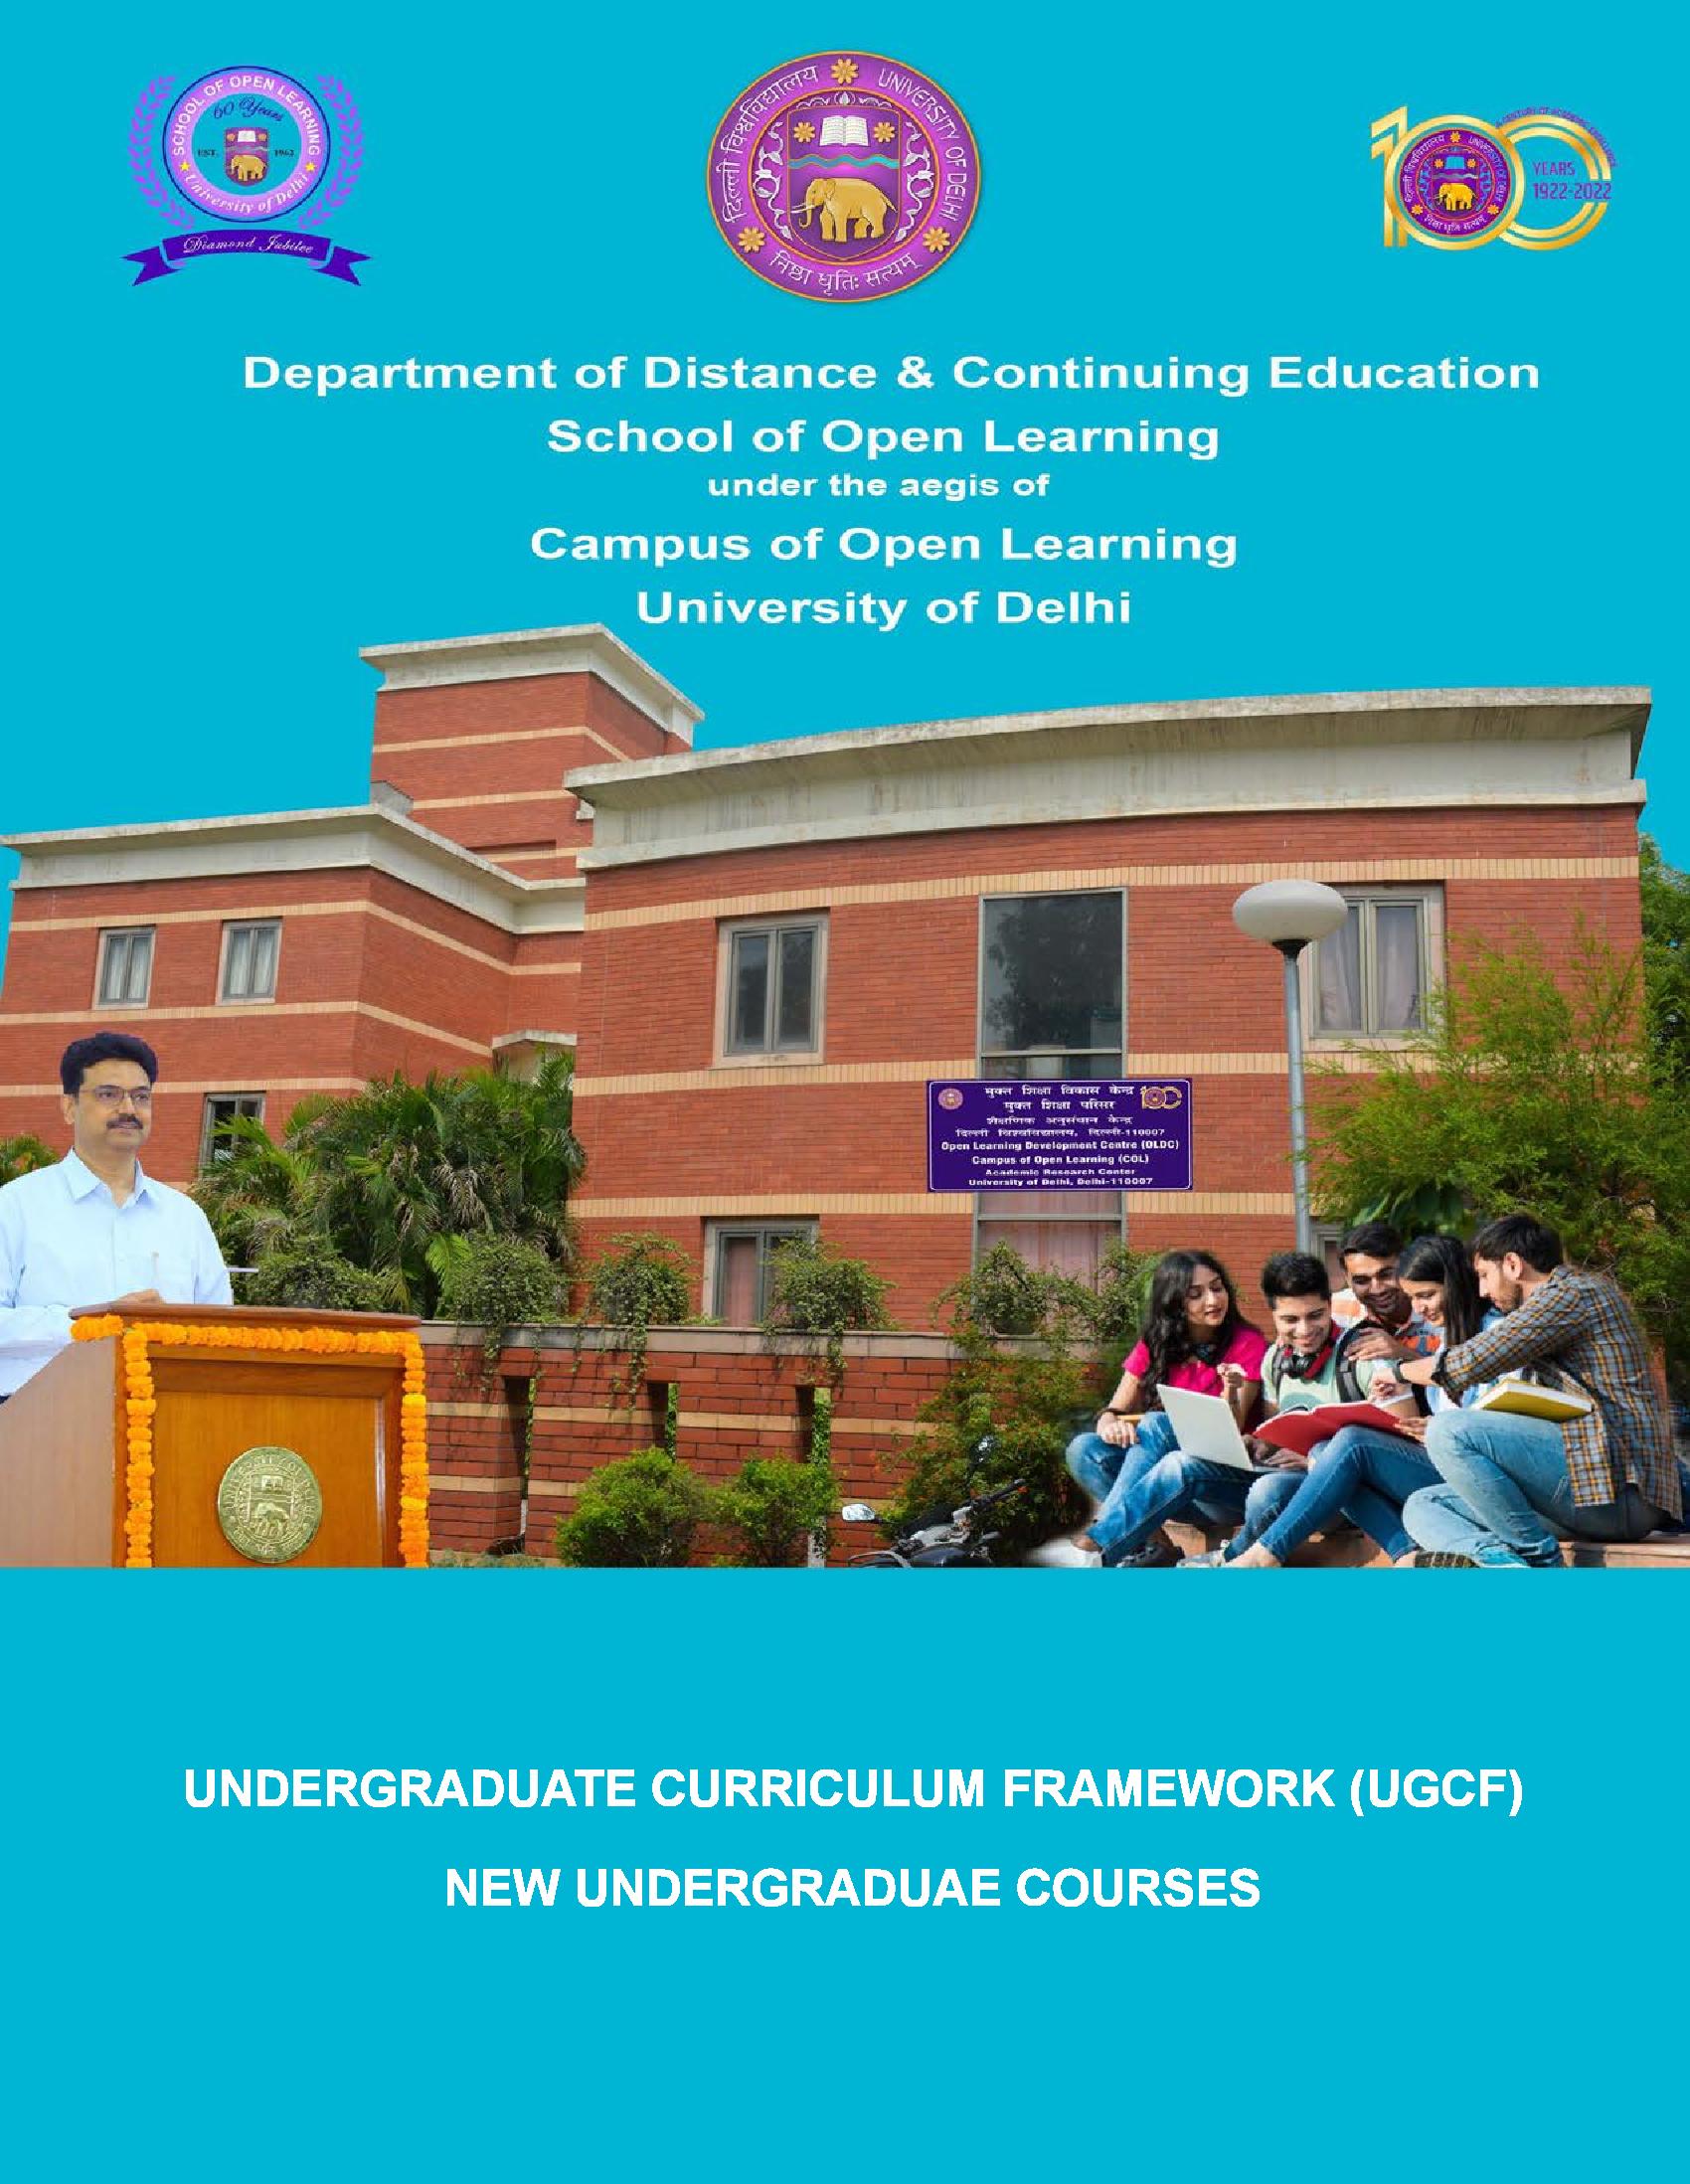 SCHOOL OF OPEN LEARNING
60 Years
EST. 1962
University of Delhi
Diamond Jubilee
दिल्ली विश्वविद्यालय UNIVERSITY OF DELHI
निष्ठा धृतिः सत्यम्
100
YEARS
1922-2022
Department of Distance & Continuing Education
School of Open Learning
under the aegis of
Campus of Open Learning
University of Delhi
मुक्त शिक्षा विकास केन्द्र
मुक्त शिक्षा परिसर
शैक्षणिक अनुसंधान केन्द्र
दिल्ली विश्वविद्यालय, दिल्ली-110007
Open Learning Development Centre (OLDC)
Campus of Open Learning (COL)
Academic Research Center
University of Delhi, Delhi-110007
UNDERGRADUATE CURRICULUM FRAMEWORK (UGCF)
NEW UNDERGRADUAE COURSES